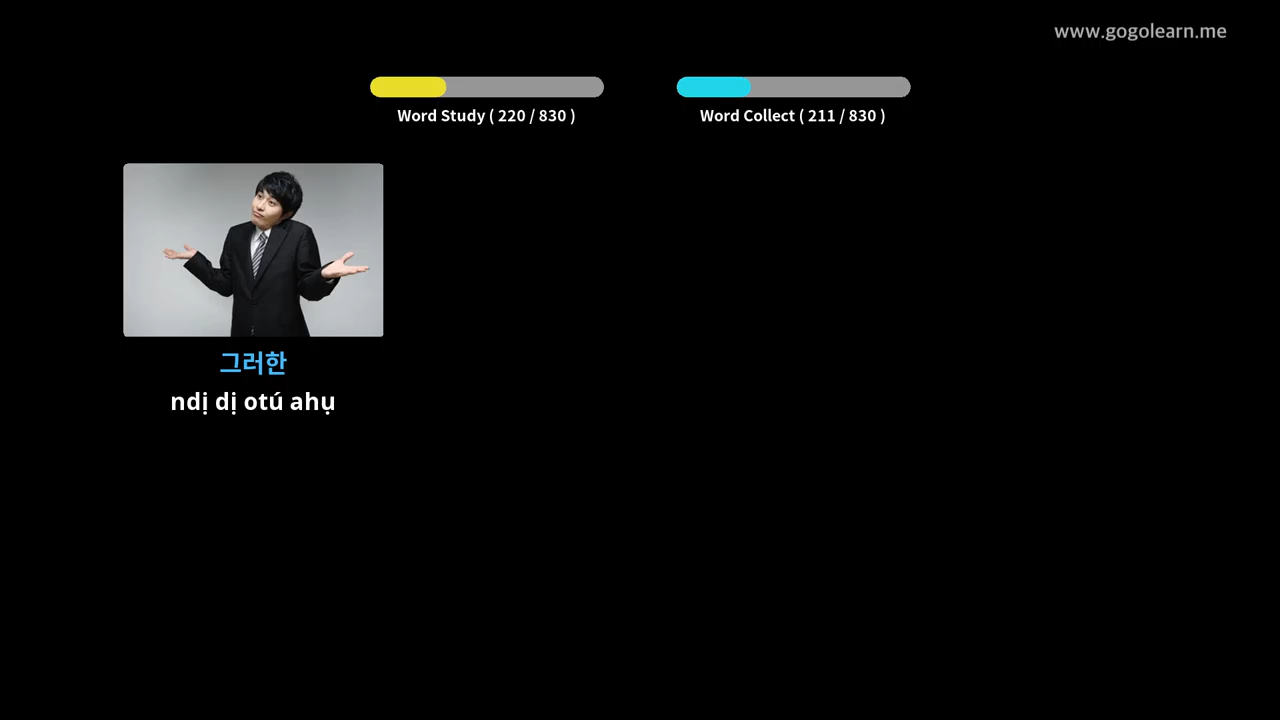 www.gogolearn.me
Word Study ( 220 / 830 )
Word Collect ( 211 / 830 )
그러한
ndị dị otú ahụ